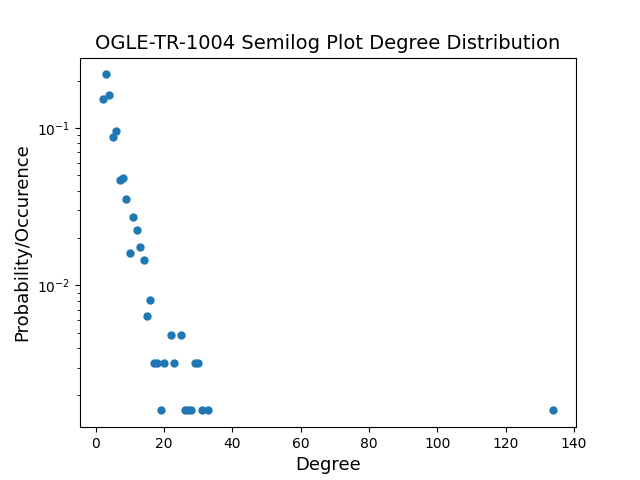 OGLE-TR-1004 Semilog Plot Degree Distribution
Probability/Occurence
10⁻¹
10⁻²
0 20 40 60 80 100 120 140
Degree